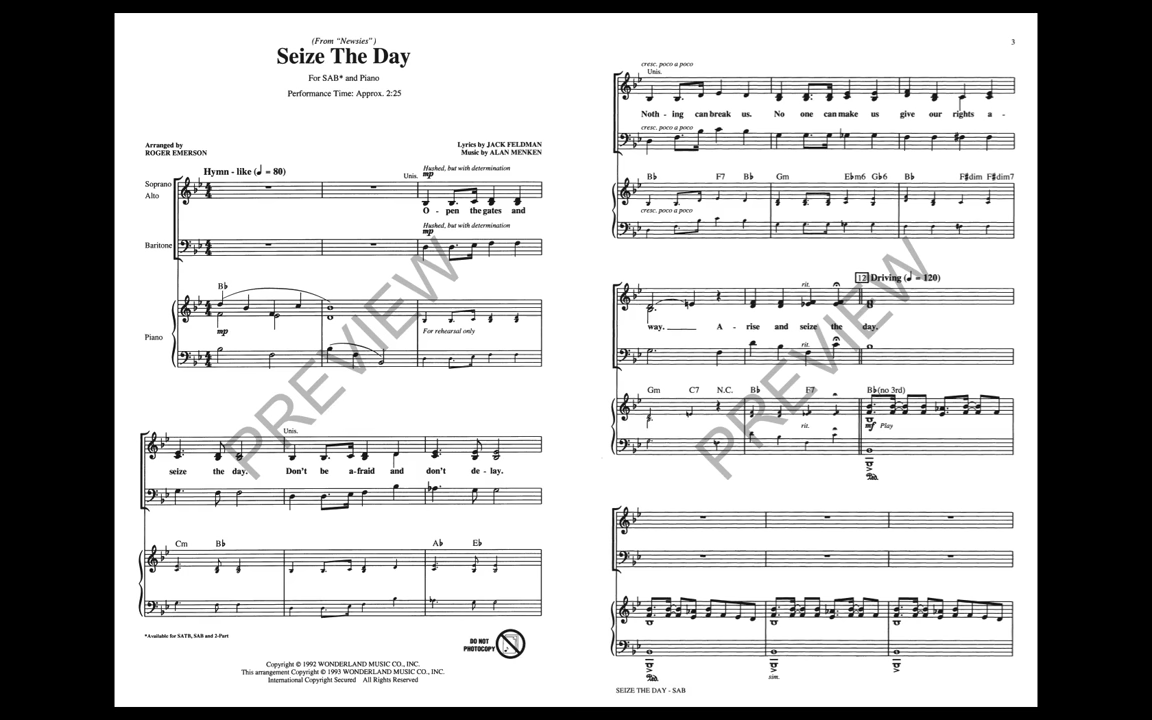 (From "Newsies")
Seize The Day
For SAB* and Piano
Performance Time: Approx. 2:25
Arranged by
ROGER EMERSON
Lyrics by JACK FELDMAN
Music by ALAN MENKEN
Hymn - like (♩ = 80)
Unis.
Hushed, but with determination
mp
Soprano
Alto
O - pen the gates and
Hushed, but with determination
mp
Baritone
B♭
mp
For rehearsal only
Piano
Unis.
seize the day. Don't be a-fraid and don't de - lay.
Cm B♭ A♭ E♭
*Available for SATB, SAB and 2-Part
DO NOT
PHOTOCOPY
Copyright © 1992 WONDERLAND MUSIC CO., INC.
This arrangement Copyright © 1993 WONDERLAND MUSIC CO., INC.
International Copyright Secured All Rights Reserved
PREVIEW
3
cresc. poco a poco
Unis.
Noth - ing can break us. No one can make us give our rights a -
cresc. poco a poco
B♭ F7 B♭ Gm E♭m6 G♭6 B♭ F♯dim F♯dim7
cresc. poco a poco
12 Driving (♩ = 120)
rit.
way. A - rise and seize the day.
rit.
Gm C7 N.C. B♭ F7 B♭(no 3rd)
rit.
mf Play
Ped.
Ped.
sim.
SEIZE THE DAY - SAB
PREVIEW